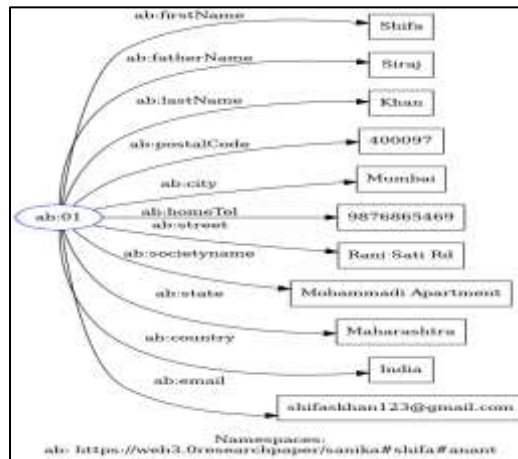 ab:firstName
Shifa
ab:fatherName
Siraj
ab:lastName
Khan
ab:postalCode
400097
ab:city
Mumbai
ab:01
ab:homeTel
9876865469
ab:street
Rani Sati Rd
ab:societyname
Mohammadi Apartment
ab:state
Maharashtra
ab:country
India
ab:email
shifaskhan123@gmail.com
Namespaces:
ab: https://web3.0researchpaper/sanika#shifa#anant